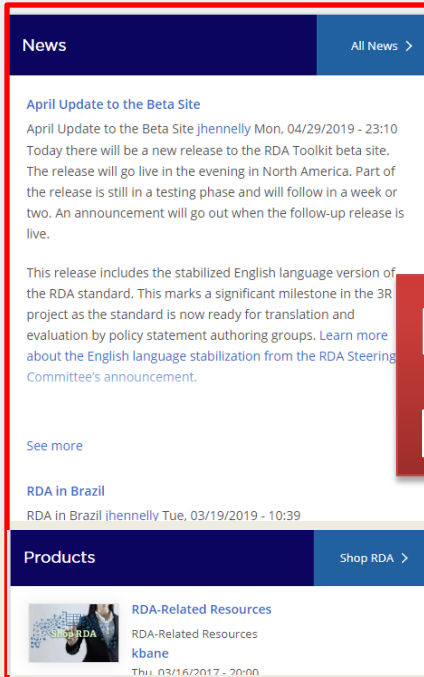 News
All News >
April Update to the Beta Site
April Update to the Beta Site jhennelly Mon, 04/29/2019 - 23:10
Today there will be a new release to the RDA Toolkit beta site.
The release will go live in the evening in North America. Part of
the release is still in a testing phase and will follow in a week or
two. An announcement will go out when the follow-up release is
live.
This release includes the stabilized English language version of
the RDA standard. This marks a significant milestone in the 3R
project as the standard is now ready for translation and
evaluation by policy statement authoring groups. Learn more
about the English language stabilization from the RDA Steering
Committee's announcement.
See more
RDA in Brazil
RDA in Brazil jhennelly Tue, 03/19/2019 - 10:39
Products
Shop RDA >
Shop RDA
RDA-Related Resources
RDA-Related Resources
kbane
Thu, 03/16/2017 - 20:00